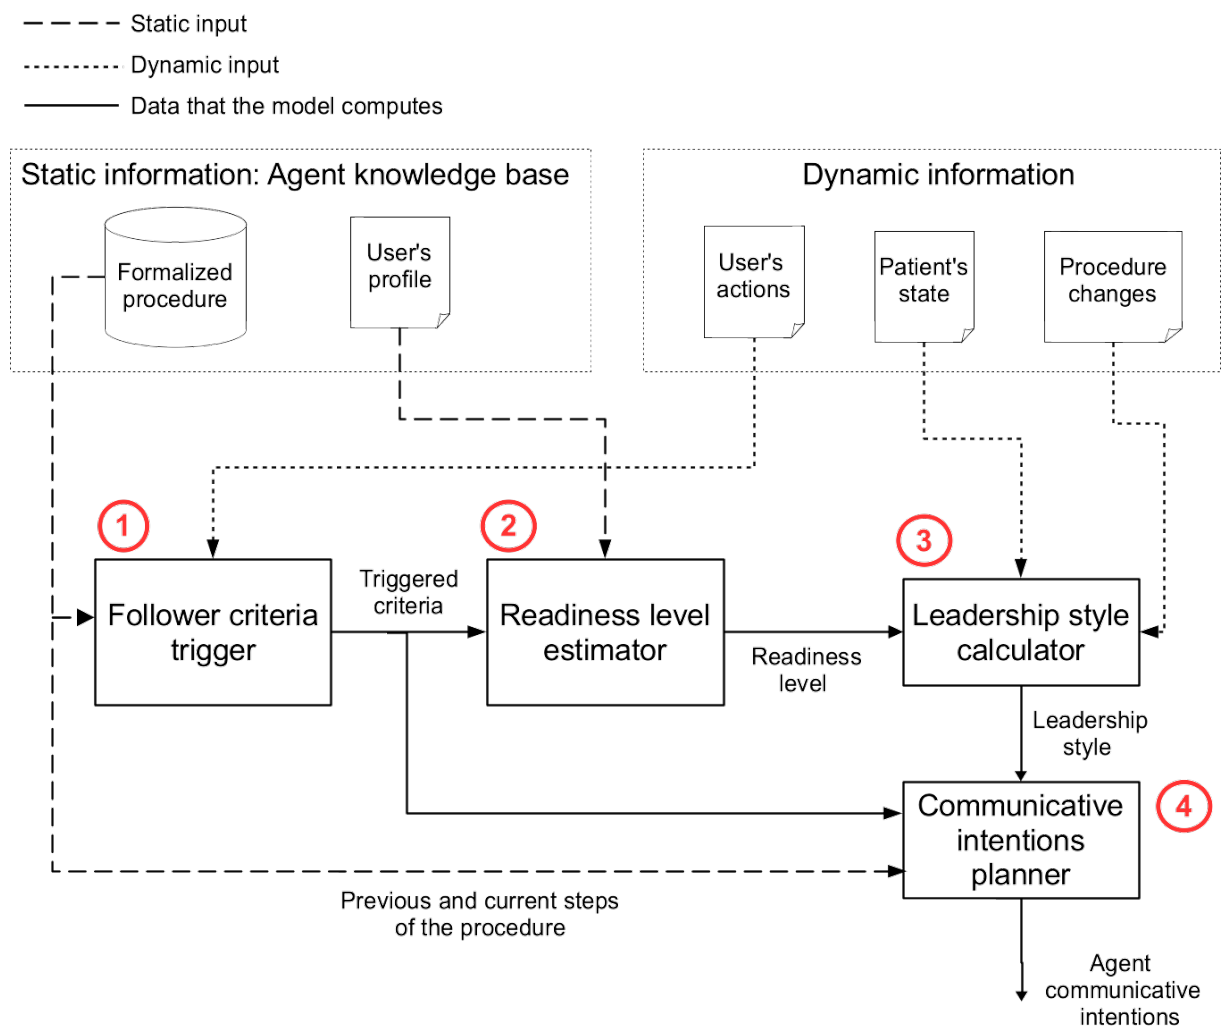 Static input
Dynamic input
Data that the model computes
Static information: Agent knowledge base
Formalized
procedure
User's
profile
Dynamic information
User's
actions
Patient's
state
Procedure
changes
1
Follower criteria
trigger
Triggered
criteria
2
Readiness level
estimator
Readiness
level
3
Leadership style
calculator
Leadership
style
4
Communicative
intentions
planner
Previous and current steps
of the procedure
Agent
communicative
intentions